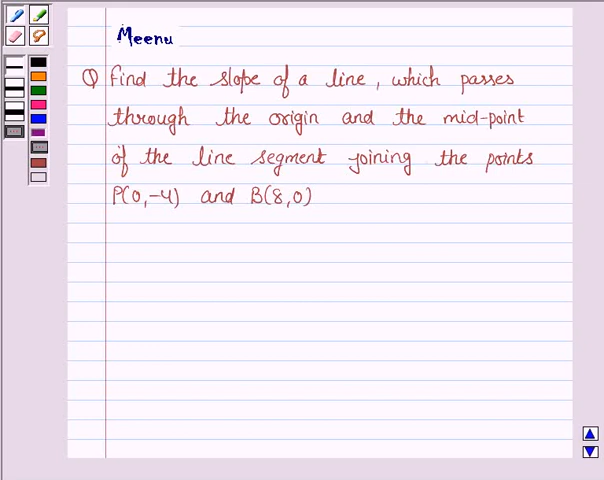 Meenu
Q Find the slope of a line, which passes
through the origin and the mid-point
of the line segment joining the points
P(0,-4) and B(8,0)